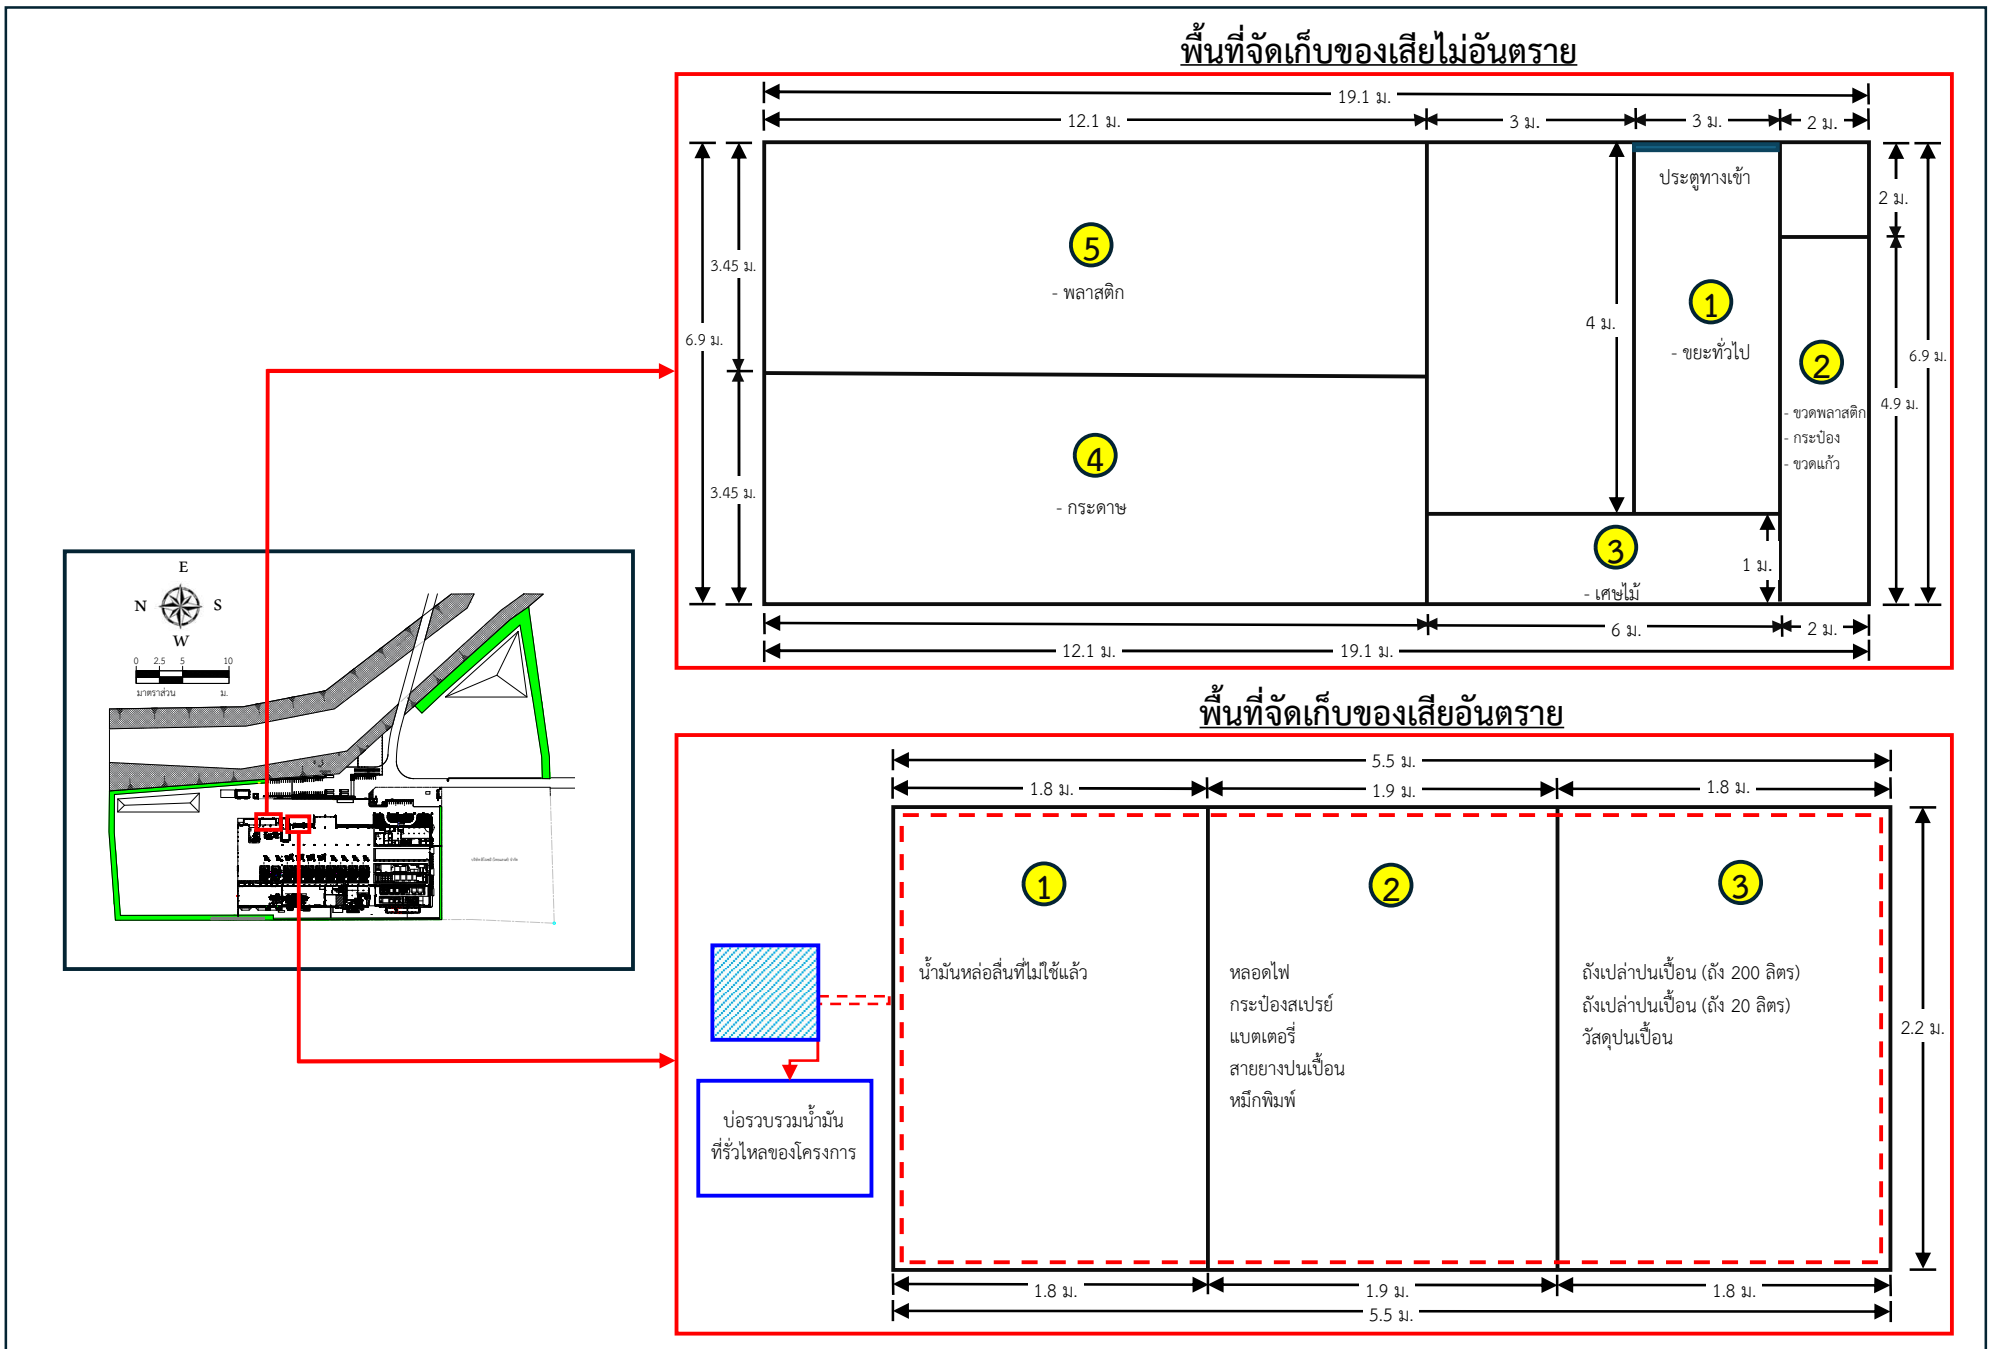 พื้นที่จัดเก็บของเสียไม่อันตราย
19.1 ม.
12.1 ม.
3 ม.
3 ม.
2 ม.
ประตูทางเข้า
2 ม.
5
- พลาสติก
3.45 ม.
1
- ขยะทั่วไป
4 ม.
6.9 ม.
2
- ขวดพลาสติก
- กระป๋อง
- ขวดแก้ว
4.9 ม.
6.9 ม.
4
- กระดาษ
3.45 ม.
3
- เศษไม้
1 ม.
6 ม.
2 ม.
12.1 ม.
19.1 ม.
E
N
S
W
0 2.5 5 10
มาตราส่วน ม.
พื้นที่จัดเก็บของเสียอันตราย
5.5 ม.
1.8 ม.
1.9 ม.
1.8 ม.
1
น้ำมันหล่อลื่นที่ไม่ใช้แล้ว
2
หลอดไฟ
กระป๋องสเปรย์
แบตเตอรี่
สายยางปนเปื้อน
หมึกพิมพ์
3
ถังเปล่าปนเปื้อน (ถัง 200 ลิตร)
ถังเปล่าปนเปื้อน (ถัง 20 ลิตร)
วัสดุปนเปื้อน
2.2 ม.
บ่อรวบรวมน้ำมัน
ที่รั่วไหลของโครงการ
1.8 ม.
1.9 ม.
1.8 ม.
5.5 ม.